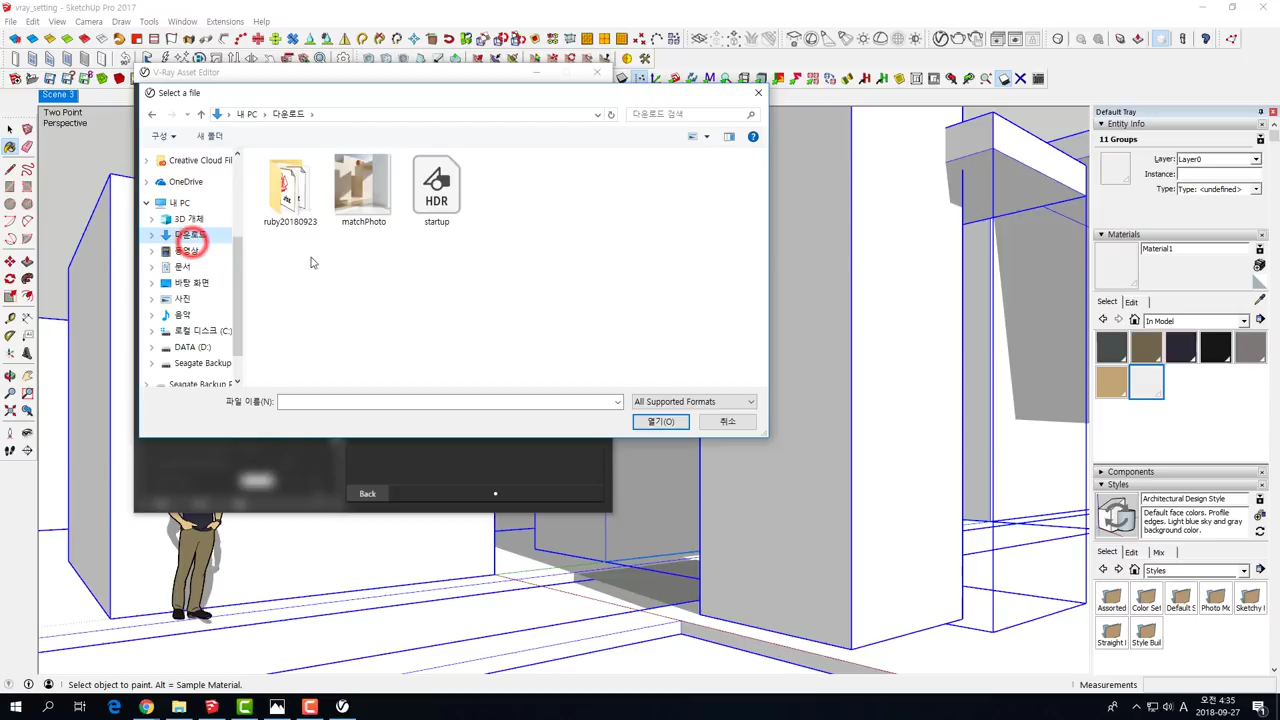 vray_setting - SketchUp Pro 2017
File Edit View Camera Draw Tools Window Extensions Help
Scene 3
Two Point
Perspective
V-Ray Asset Editor
Select a file
내 PC > 다운로드 >
다운로드 검색
구성 새 폴더
Creative Cloud Fil
OneDrive
내 PC
3D 개체
다운로드
동영상
문서
바탕 화면
사진
음악
로컬 디스크 (C:)
DATA (D:)
Seagate Backup
Seagate Backup F
HDR
ruby20180923 matchPhoto startup
파일 이름(N):
All Supported Formats
열기(O) 취소
Back
Default Tray
Entity Info
11 Groups
Layer: Layer0
Instance:
Type: Type: <undefined>
Materials
Material1
Select Edit
In Model
Components
Styles
Architectural Design Style
Default face colors. Profile
edges. Light blue sky and gray
background color.
Select Edit Mix
Styles
Assorted Color Set Default S Photo Mo Sketchy
Straight Style Buil
Select object to paint. Alt = Sample Material.
Measurements
오전 4:35
2018-09-27